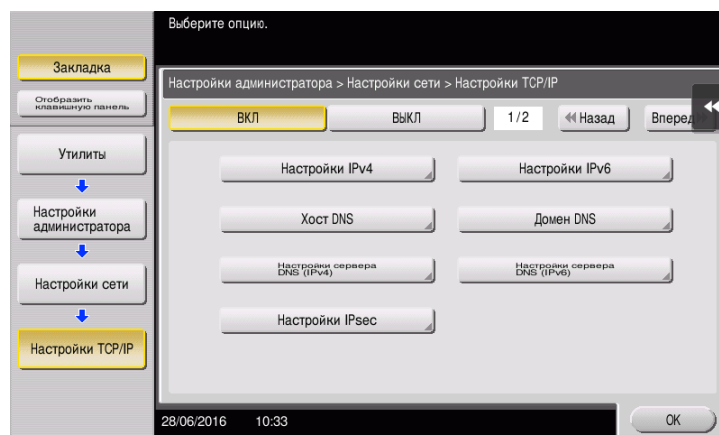 Выберите опцию.
Закладка
Отобразить
клавишную панель
Утилиты
Настройки
администратора
Настройки сети
Настройки TCP/IP
Настройки администратора > Настройки сети > Настройки TCP/IP
ВКЛ ВЫКЛ 1/2 Назад Вперед
Настройки IPv4 Настройки IPv6
Хост DNS Домен DNS
Настройки сервера
DNS (IPv4)
Настройки сервера
DNS (IPv6)
Настройки IPsec
28/06/2016 10:33 OK